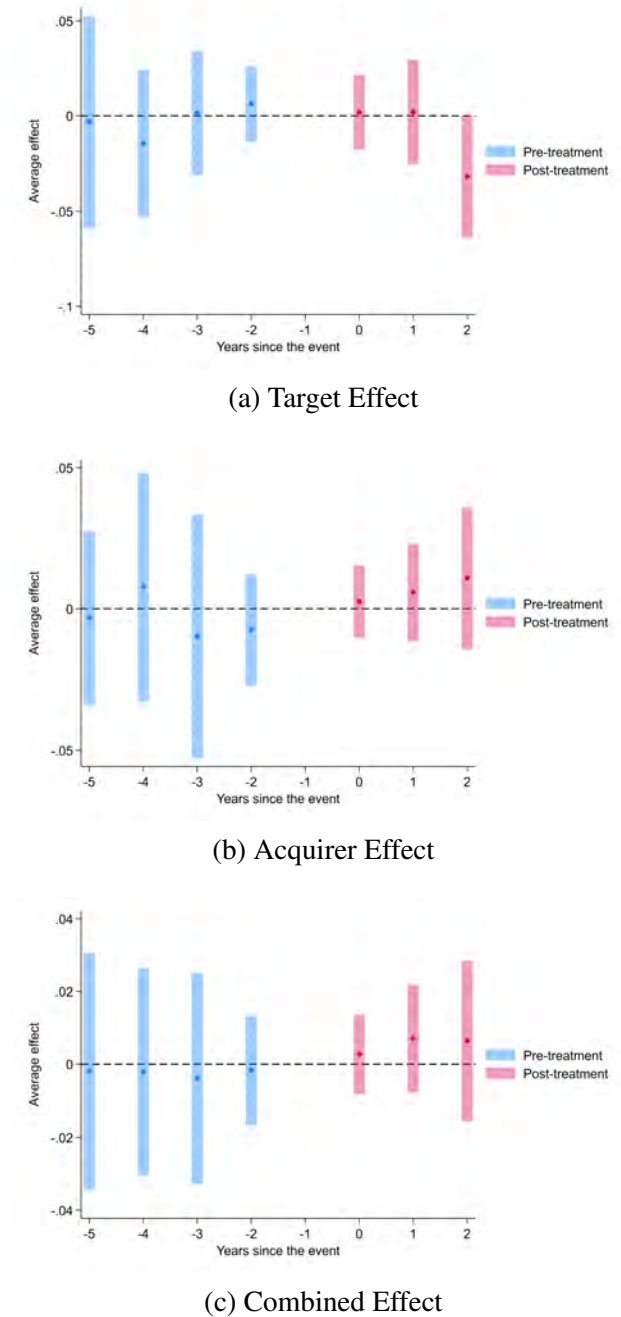 .05
0
-.05
-.1
Average effect
-5 -4 -3 -2 -1 0 1 2
Years since the event
Pre-treatment
Post-treatment
(a) Target Effect
.05
0
-.05
Average effect
-5 -4 -3 -2 -1 0 1 2
Years since the event
Pre-treatment
Post-treatment
(b) Acquirer Effect
.04
.02
0
-.02
-.04
Average effect
-5 -4 -3 -2 -1 0 1 2
Years since the event
Pre-treatment
Post-treatment
(c) Combined Effect